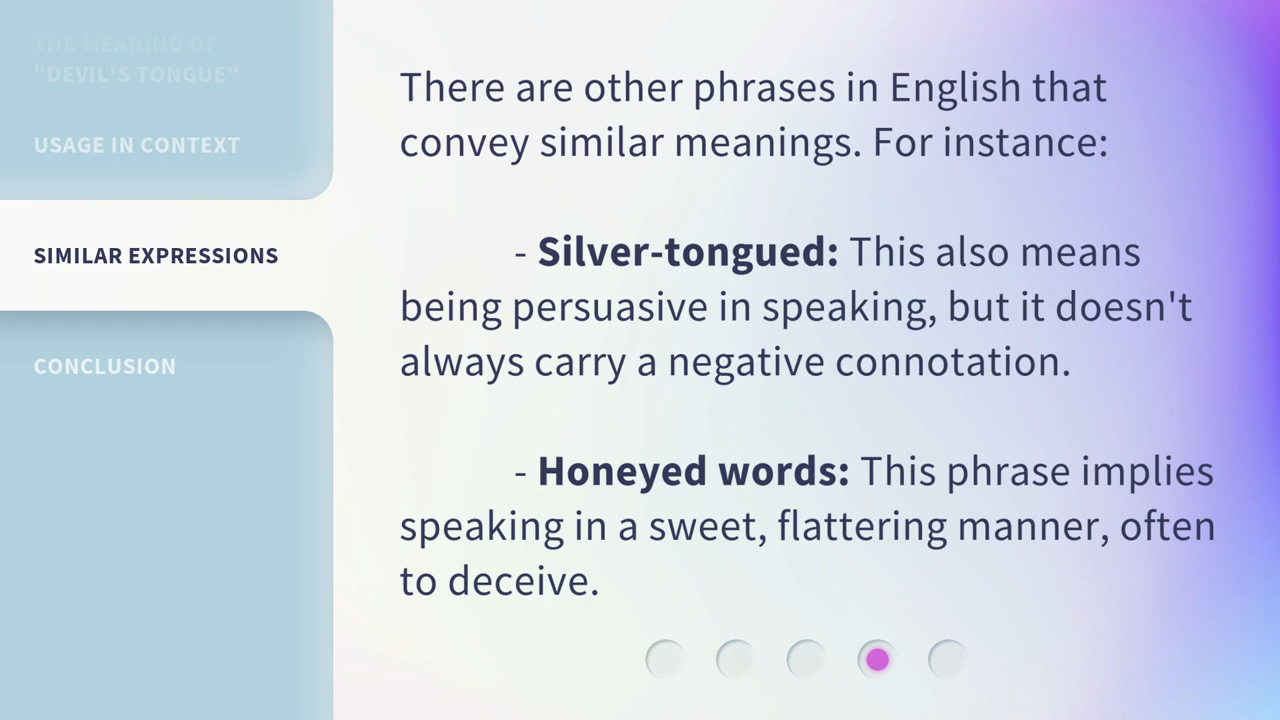 THE MEANING OF
"DEVIL'S TONGUE"
USAGE IN CONTEXT
SIMILAR EXPRESSIONS
CONCLUSION
There are other phrases in English that
convey similar meanings. For instance:
- Silver-tongued: This also means
being persuasive in speaking, but it doesn't
always carry a negative connotation.
- Honeyed words: This phrase implies
speaking in a sweet, flattering manner, often
to deceive.